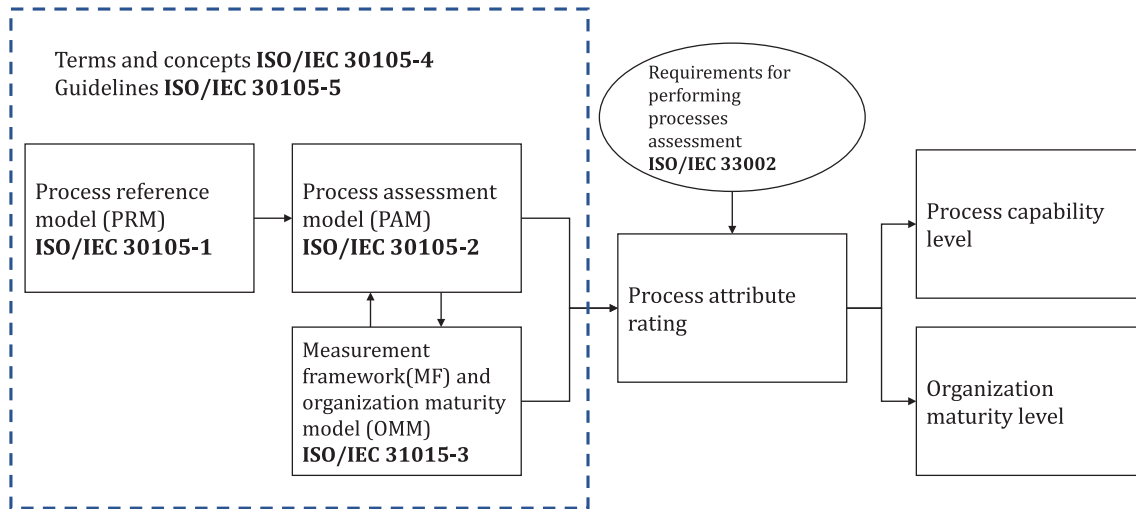 Terms and concepts ISO/IEC 30105-4
Guidelines ISO/IEC 30105-5
Process reference
model (PRM)
ISO/IEC 30105-1
Process assessment
model (PAM)
ISO/IEC 30105-2
Measurement
framework(MF) and
organization maturity
model (OMM)
ISO/IEC 31015-3
Requirements for
performing
processes
assessment
ISO/IEC 33002
Process attribute
rating
Process capability
level
Organization
maturity level